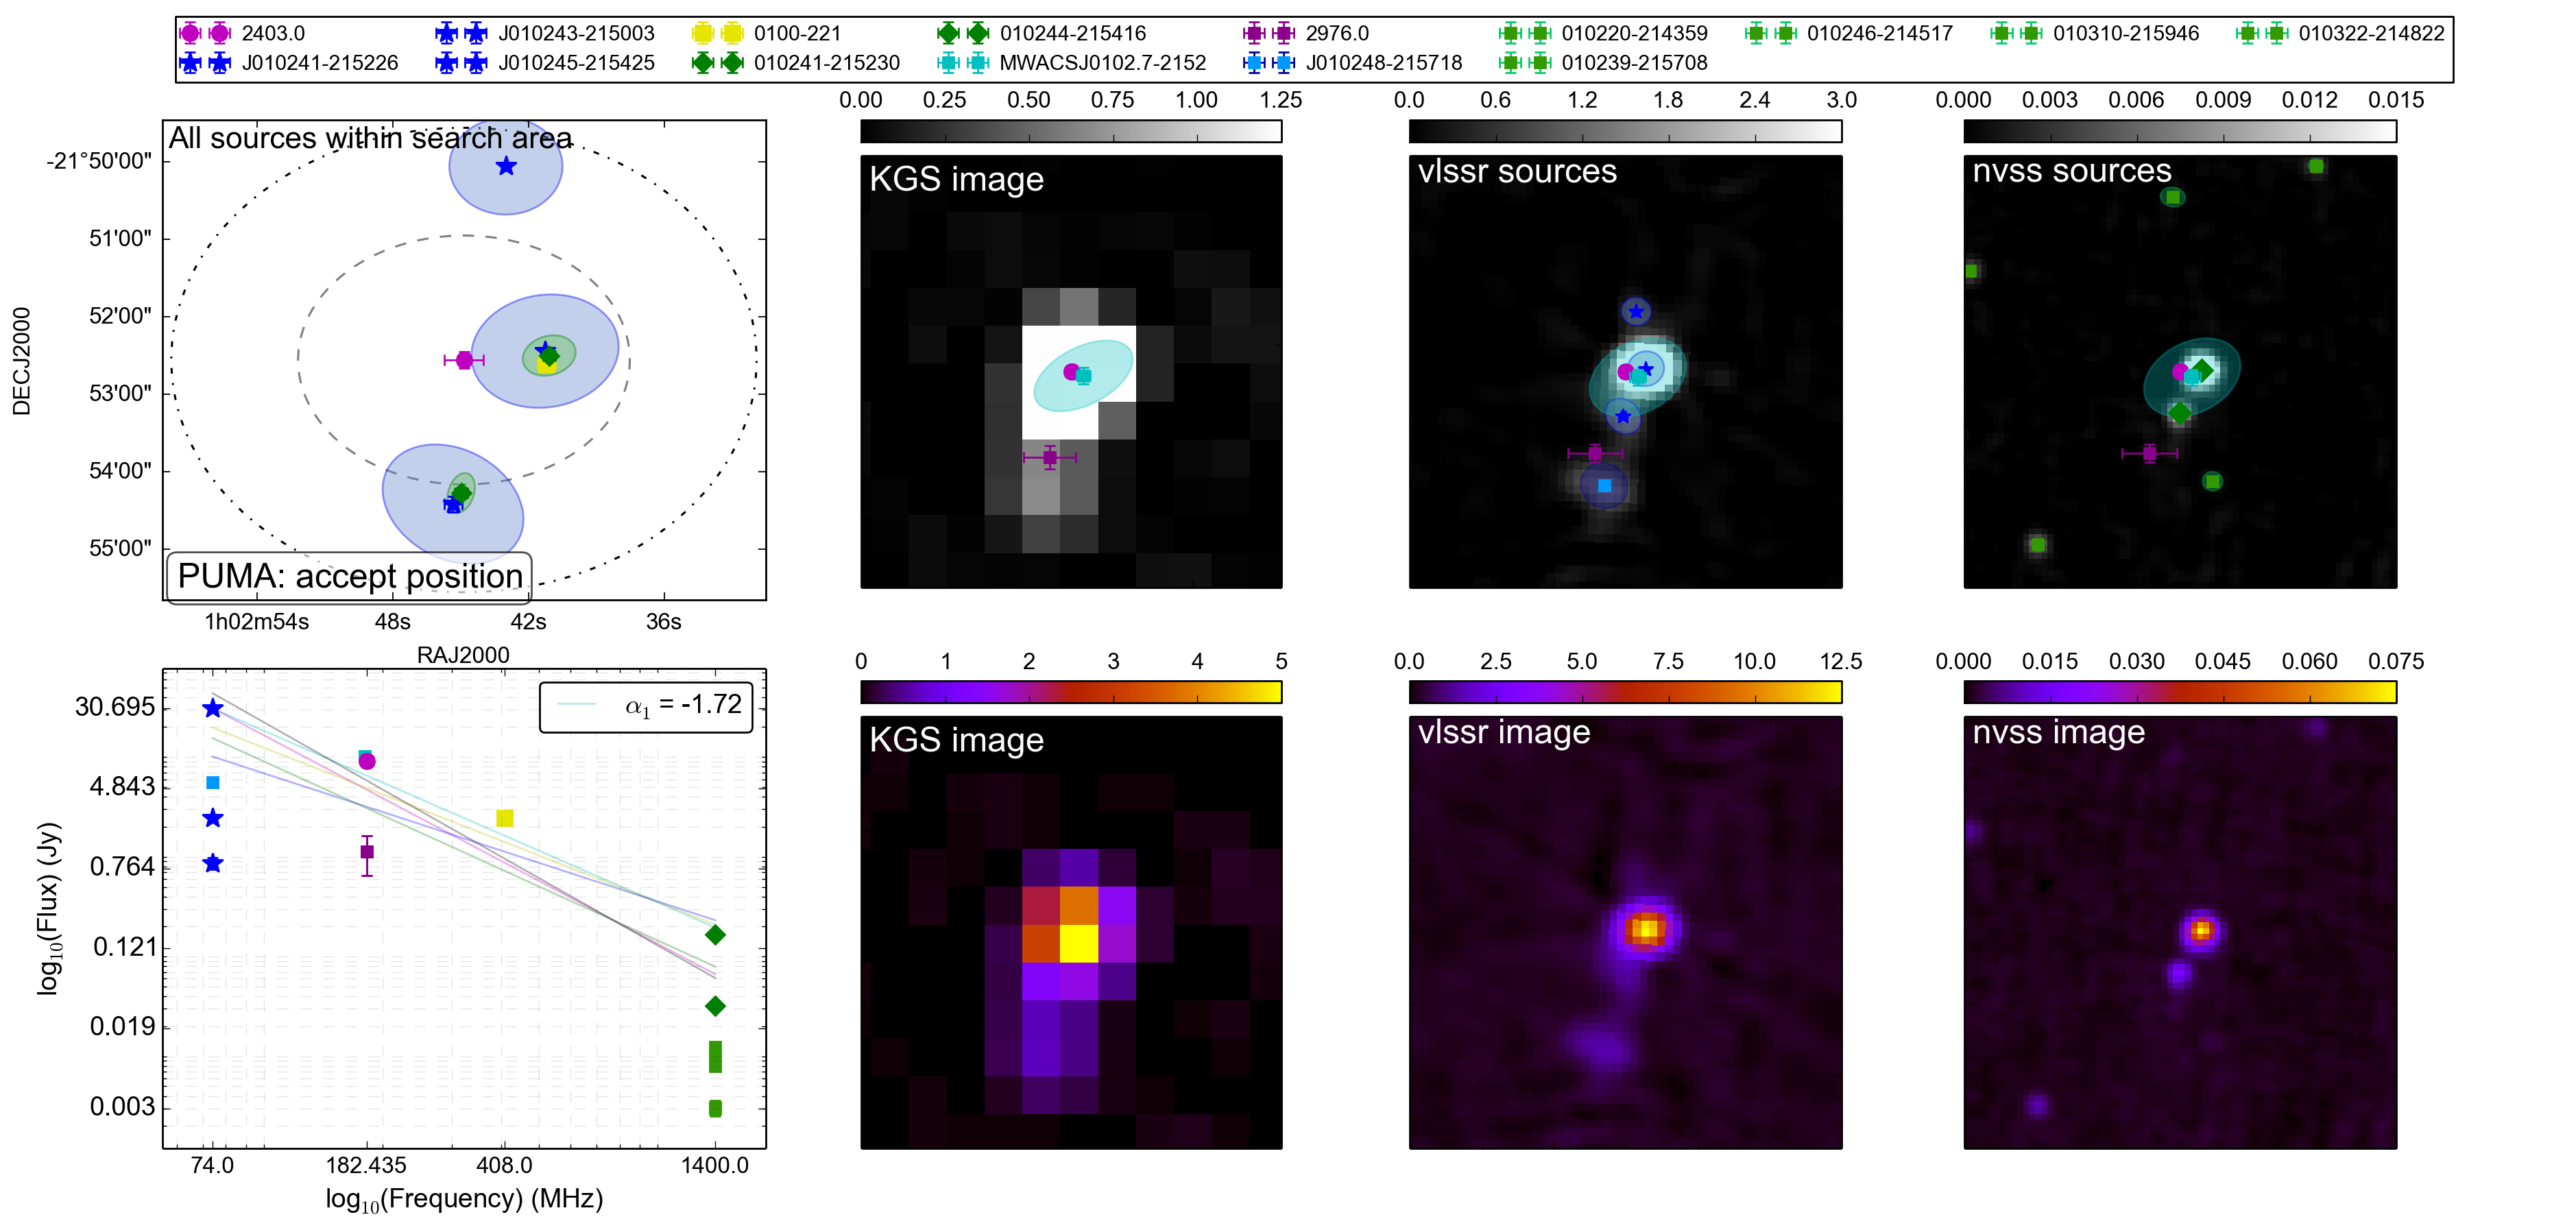 2403.0 J010243-215003 0100-221 010244-215416 2976.0 010220-214359 010246-214517 010310-215946 010322-214822
J010241-215226 J010245-215425 010241-215230 MWACSJ0102.7-2152 J010248-215718 010239-215708
0.00 0.25 0.50 0.75 1.00 1.25
0.0 0.6 1.2 1.8 2.4 3.0
0.000 0.003 0.006 0.009 0.012 0.015
All sources within search area
-21°50'00"
51'00"
52'00"
53'00"
54'00"
55'00"
DECJ2000
PUMA: accept position
1h02m54s 48s 42s 36s
RAJ2000
KGS image
vlssr sources
nvss sources
0 1 2 3 4 5
0.0 2.5 5.0 7.5 10.0 12.5
0.000 0.015 0.030 0.045 0.060 0.075
α1 = -1.72
30.695
4.843
0.764
0.121
0.019
0.003
log10(Flux) (Jy)
74.0 182.435 408.0 1400.0
log10(Frequency) (MHz)
KGS image
vlssr image
nvss image